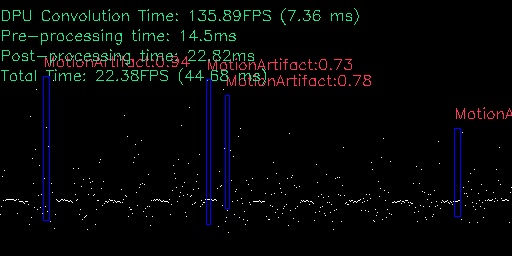 DPU Convolution Time: 135.89FPS (7.36 ms)
Pre-processing time: 14.5ms
Post-processing time: 22.82ms
MotionArtifact:0.94
MotionArtifact:0.73
Total Time: 22.38FPS (44.68 ms)
MotionArtifact:0.78
MotionA